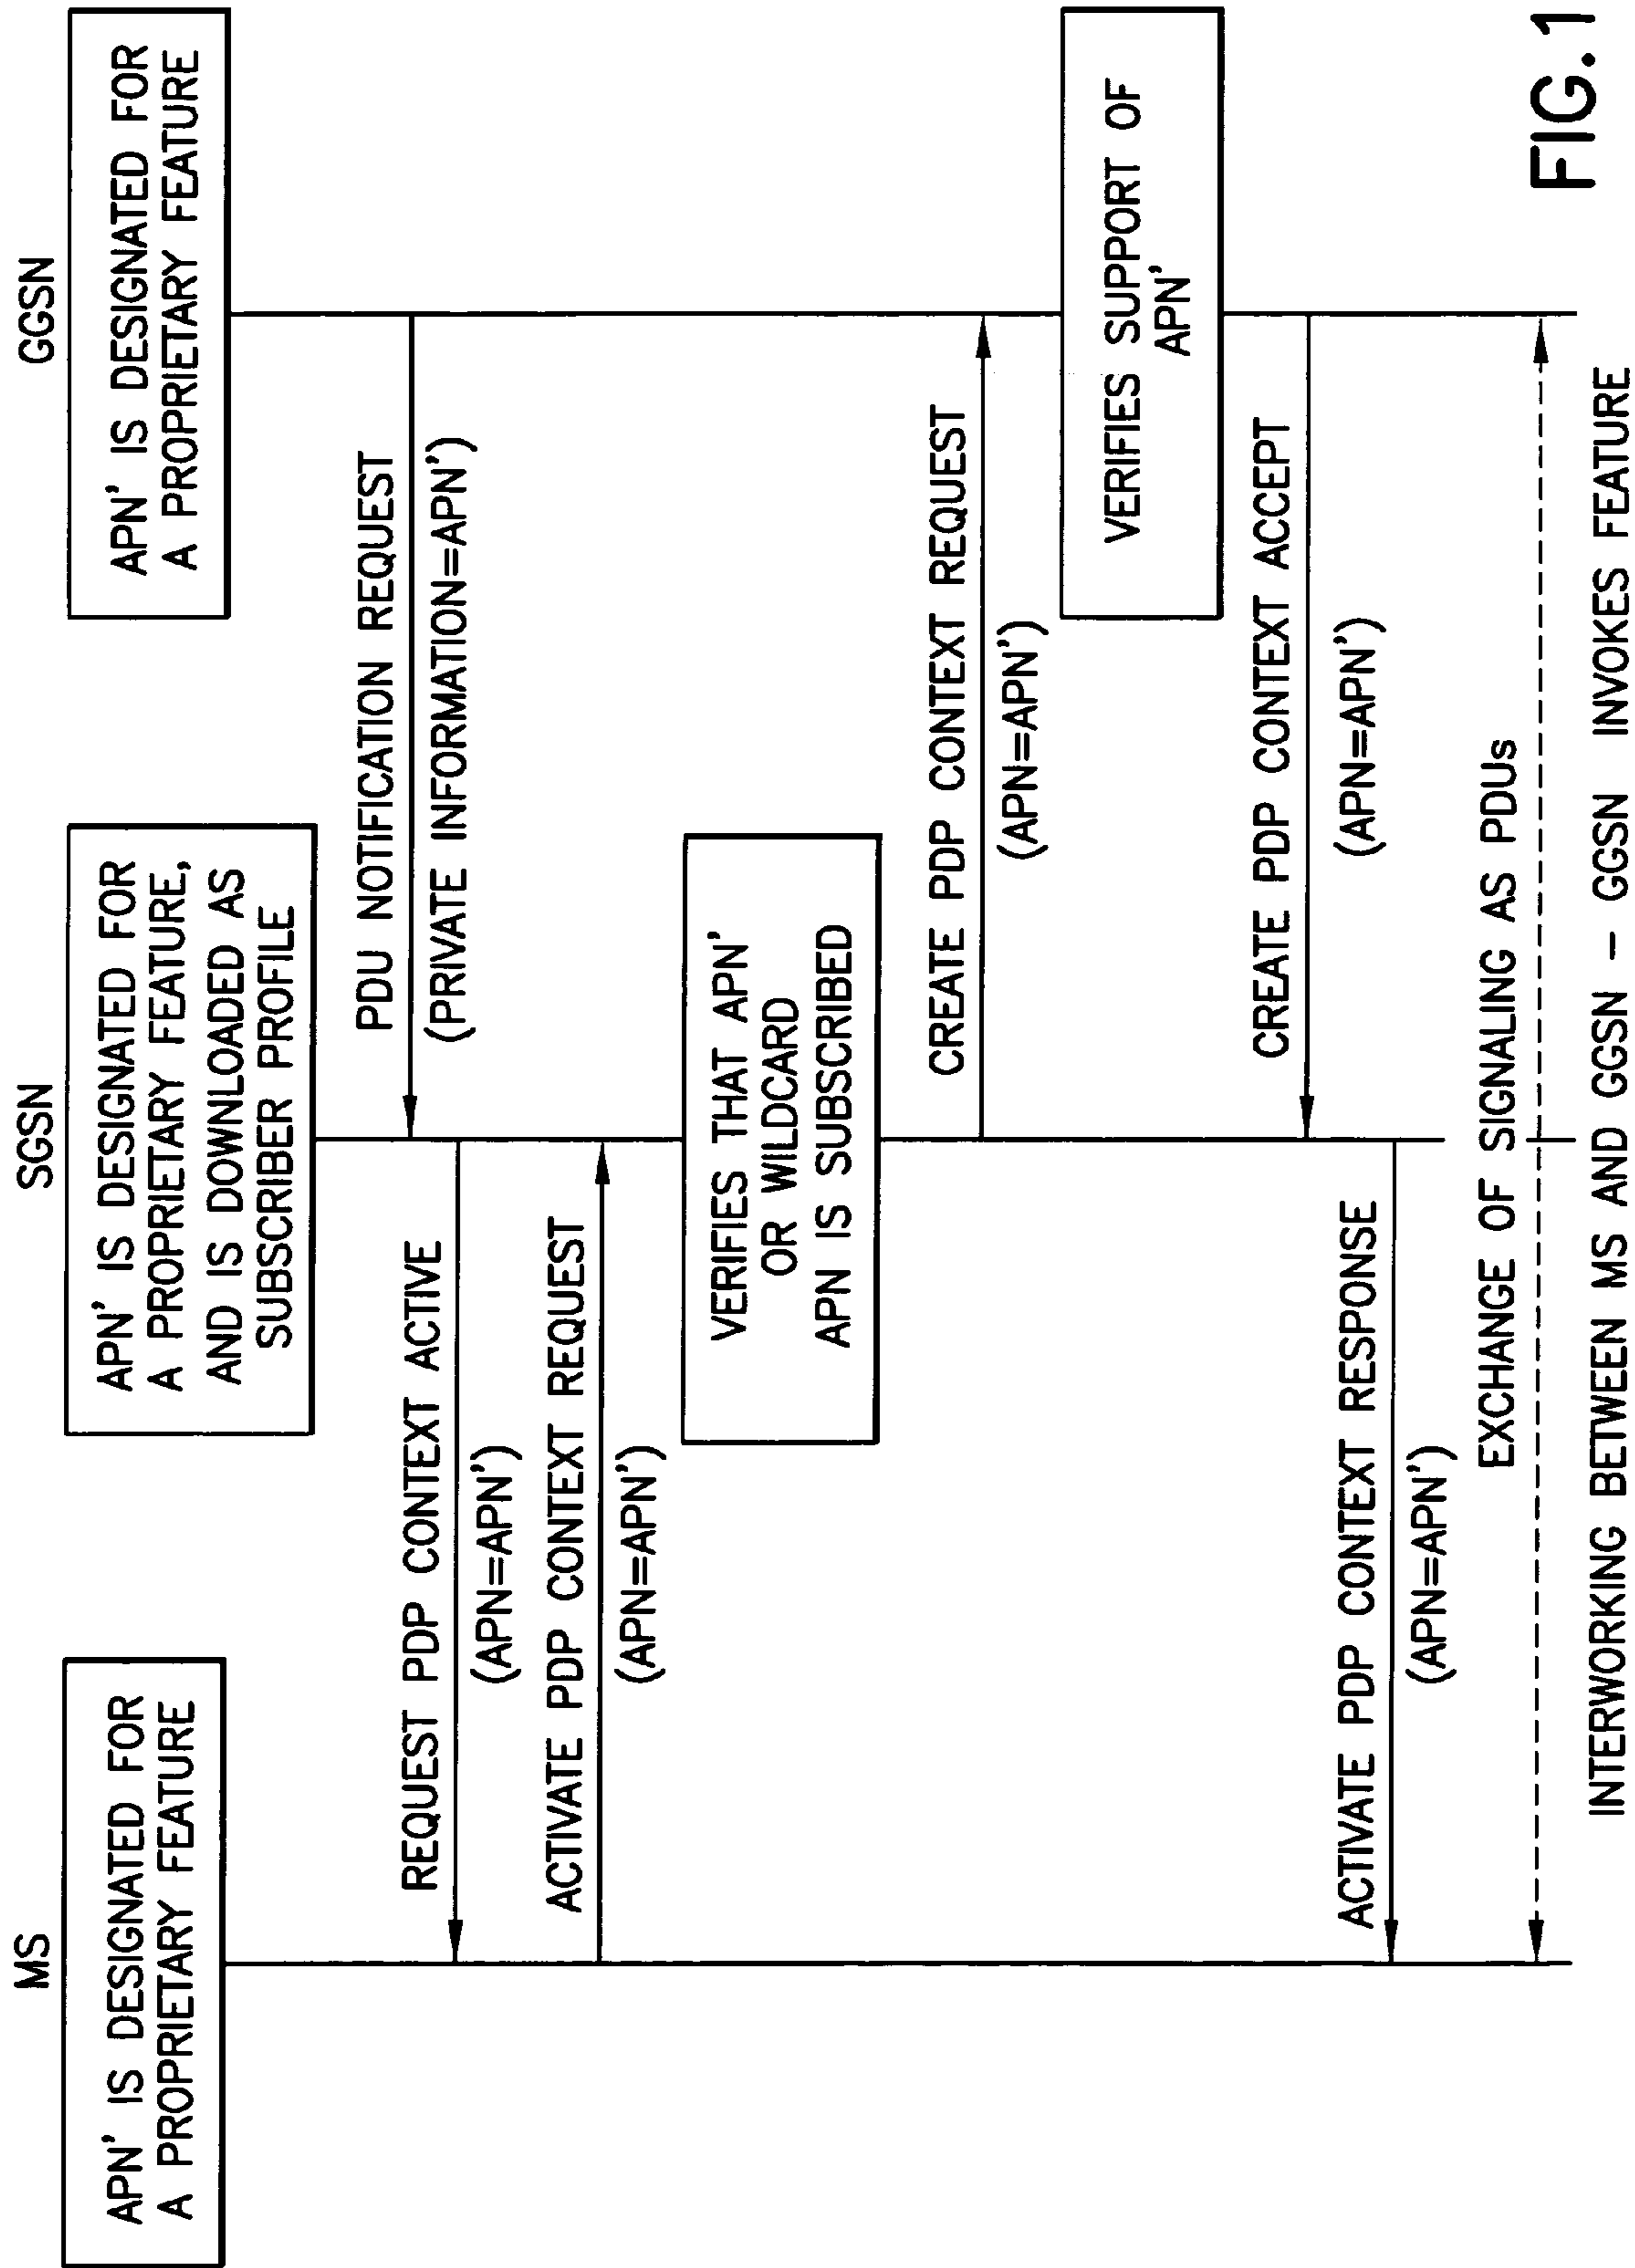 MS
SGSN
GGSN
APN' IS DESIGNATED FOR
A PROPRIETARY FEATURE
APN' IS DESIGNATED FOR
A PROPRIETARY FEATURE,
AND IS DOWNLOADED AS
SUBSCRIBER PROFILE
APN' IS DESIGNATED FOR
A PROPRIETARY FEATURE
PDU NOTIFICATION REQUEST
(PRIVATE INFORMATION=APN')
REQUEST PDP CONTEXT ACTIVE
(APN=APN')
ACTIVATE PDP CONTEXT REQUEST
(APN=APN')
VERIFIES THAT APN'
OR WILDCARD
APN IS SUBSCRIBED
CREATE PDP CONTEXT REQUEST
(APN=APN')
VERIFIES SUPPORT OF
APN'
CREATE PDP CONTEXT ACCEPT
(APN=APN')
ACTIVATE PDP CONTEXT RESPONSE
(APN=APN')
EXCHANGE OF SIGNALING AS PDUs
INTERWORKING BETWEEN MS AND GGSN – GGSN INVOKES FEATURE
FIG.1